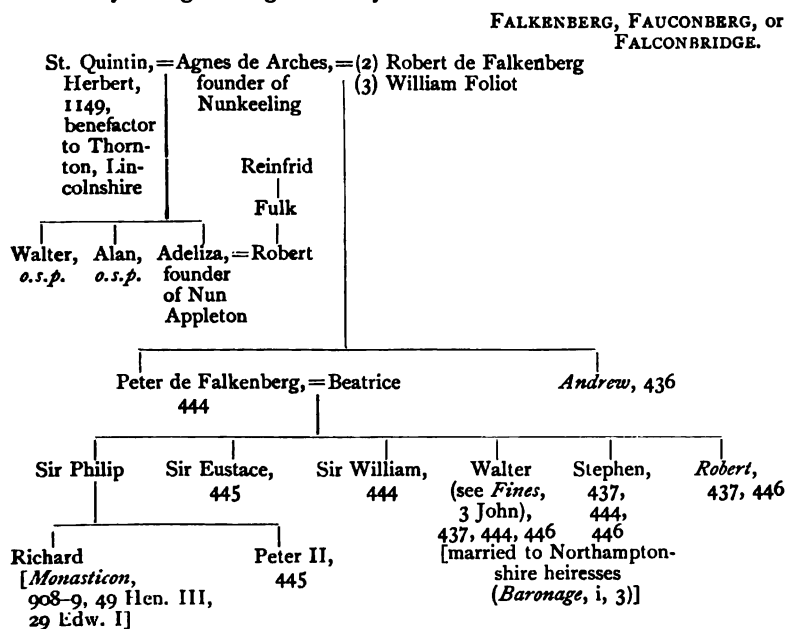 FALKENBERG, FAUCONBERG, or
FALCONBRIDGE.
St. Quintin, = Agnes de Arches, = (2) Robert de Falkenberg
Herbert, founder of (3) William Foliot
1149, Nunkeeling
benefactor
to Thorn-
ton, Lin- Reinfrid
colnshire
Fulk
Walter, Alan, Adeliza, = Robert
o.s.p. o.s.p. founder
of Nun
Appleton
Peter de Falkenberg, = Beatrice Andrew, 436
444
Sir Philip Sir Eustace, Sir William, Walter Stephen, Robert,
445 444 (see Fines, 437, 437, 446
3 John), 444,
437, 444, 446 446
Richard Peter II, [married to Northampton-
[Monasticon, 445 shire heiresses
908-9, 49 Hen. III, (Baronage, i, 3)]
29 Edw. I]